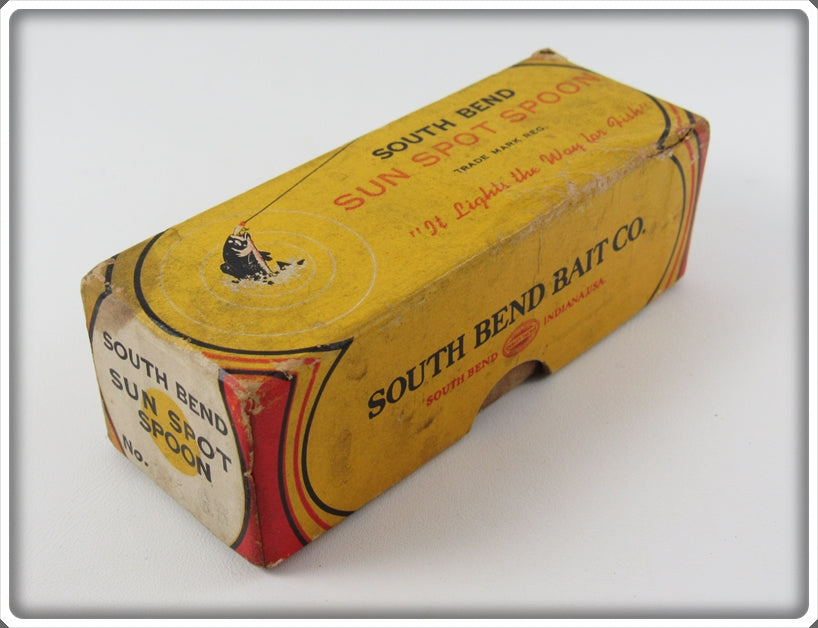 SOUTH BEND
SUN SPOT SPOON
TRADE MARK REG.
"It Lights the Way for Fish"
SOUTH BEND BAIT CO.
SOUTH BEND INDIANA.U.S.A.
SOUTH BEND
SUN SPOT
SPOON
No.